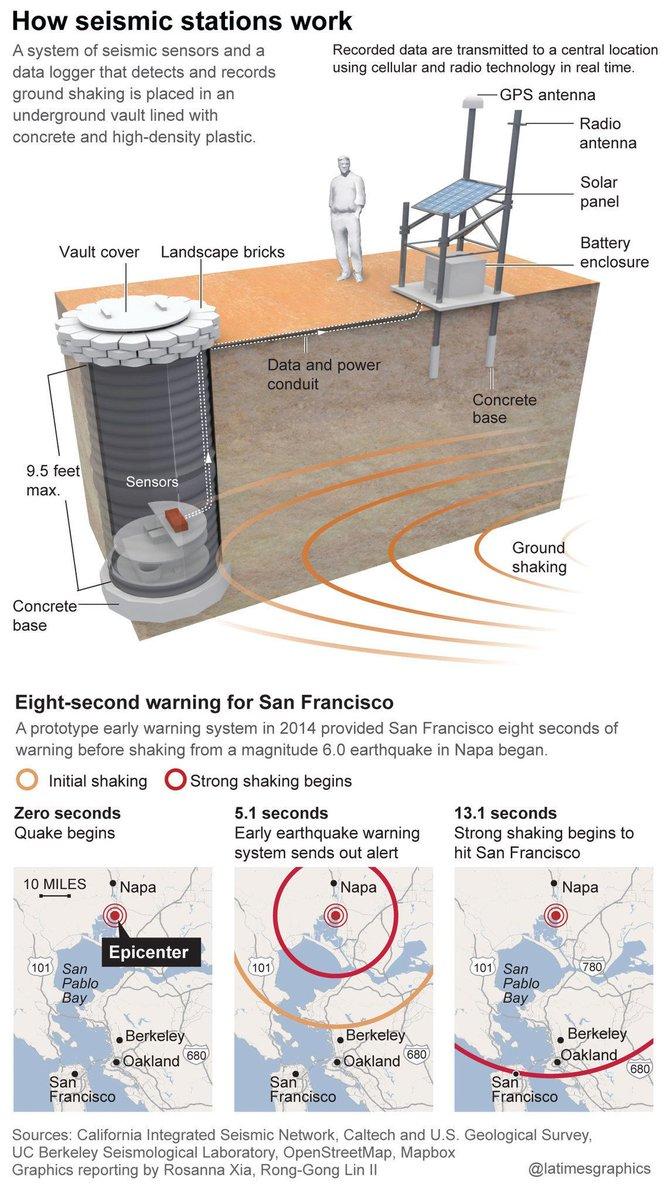 How seismic stations work
A system of seismic sensors and a
data logger that detects and records
ground shaking is placed in an
underground vault lined with
concrete and high-density plastic.
Recorded data are transmitted to a central location
using cellular and radio technology in real time.
GPS antenna
Radio
antenna
Solar
panel
Battery
enclosure
Vault cover
Landscape bricks
Data and power
conduit
Concrete
base
9.5 feet
max.
Sensors
Ground
shaking
Concrete
base
Eight-second warning for San Francisco
A prototype early warning system in 2014 provided San Francisco eight seconds of
warning before shaking from a magnitude 6.0 earthquake in Napa began.
Initial shaking
Strong shaking begins
Zero seconds
Quake begins
10 MILES
Napa
Epicenter
101
San
Pablo
Bay
Berkeley
Oakland
680
San
Francisco
5.1 seconds
Early earthquake warning
system sends out alert
Napa
101
Berkeley
Oakland
680
San
Francisco
13.1 seconds
Strong shaking begins to
hit San Francisco
Napa
101
San
Pablo
Bay
780
Berkeley
Oakland
680
San
Francisco
Sources: California Integrated Seismic Network, Caltech and U.S. Geological Survey,
UC Berkeley Seismological Laboratory, OpenStreetMap, Mapbox
Graphics reporting by Rosanna Xia, Rong-Gong Lin II
@latimesgraphics